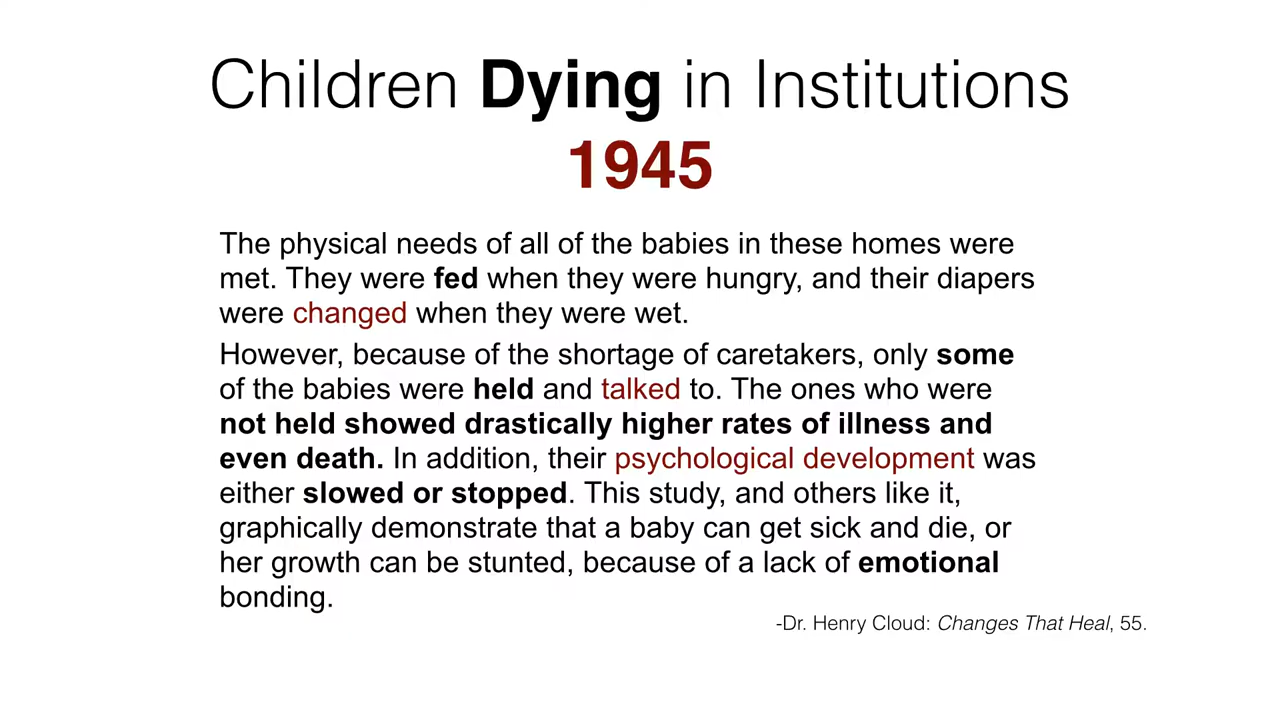 Children Dying in Institutions
1945
The physical needs of all of the babies in these homes were
met. They were fed when they were hungry, and their diapers
were changed when they were wet.
However, because of the shortage of caretakers, only some
of the babies were held and talked to. The ones who were
not held showed drastically higher rates of illness and
even death. In addition, their psychological development was
either slowed or stopped. This study, and others like it,
graphically demonstrate that a baby can get sick and die, or
her growth can be stunted, because of a lack of emotional
bonding.
-Dr. Henry Cloud: Changes That Heal, 55.